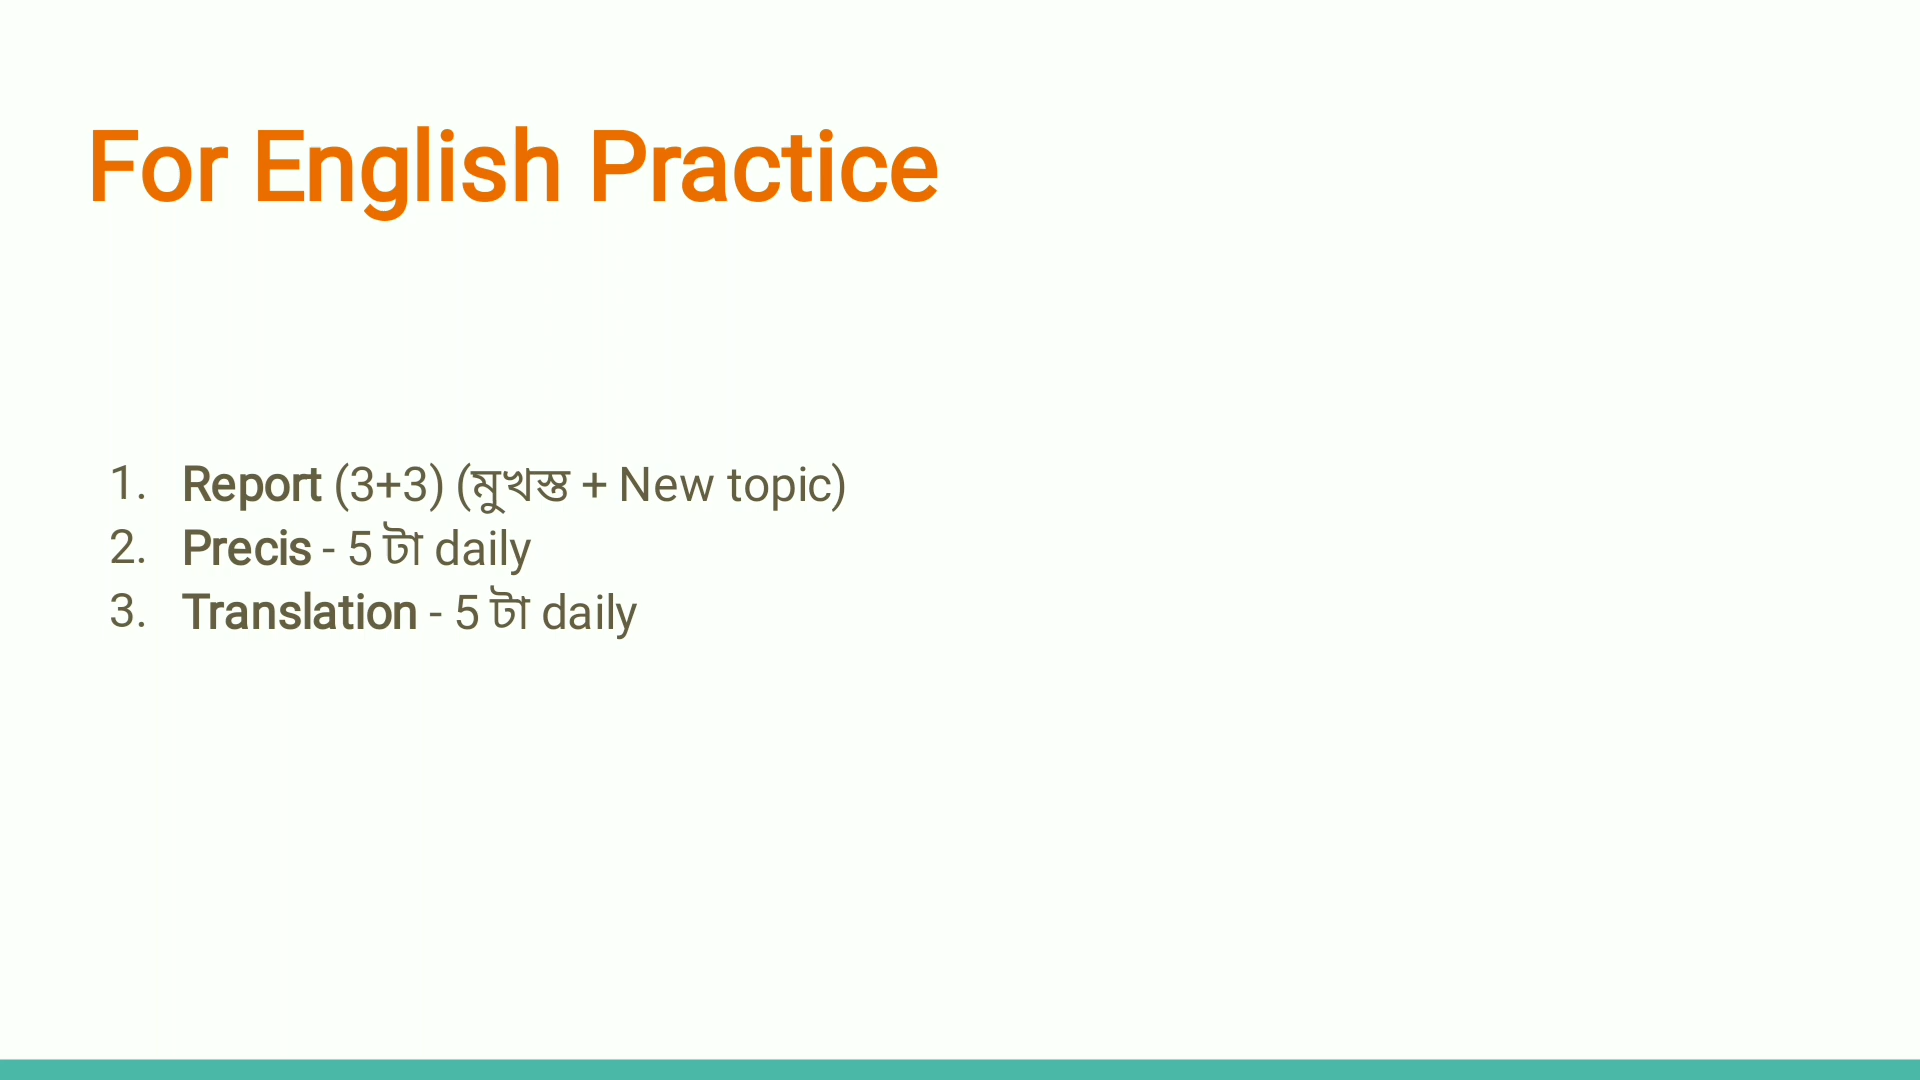 For English Practice
1. Report (3+3) (মুখস্ত + New topic)
2. Precis - 5 টা daily
3. Translation - 5 টা daily